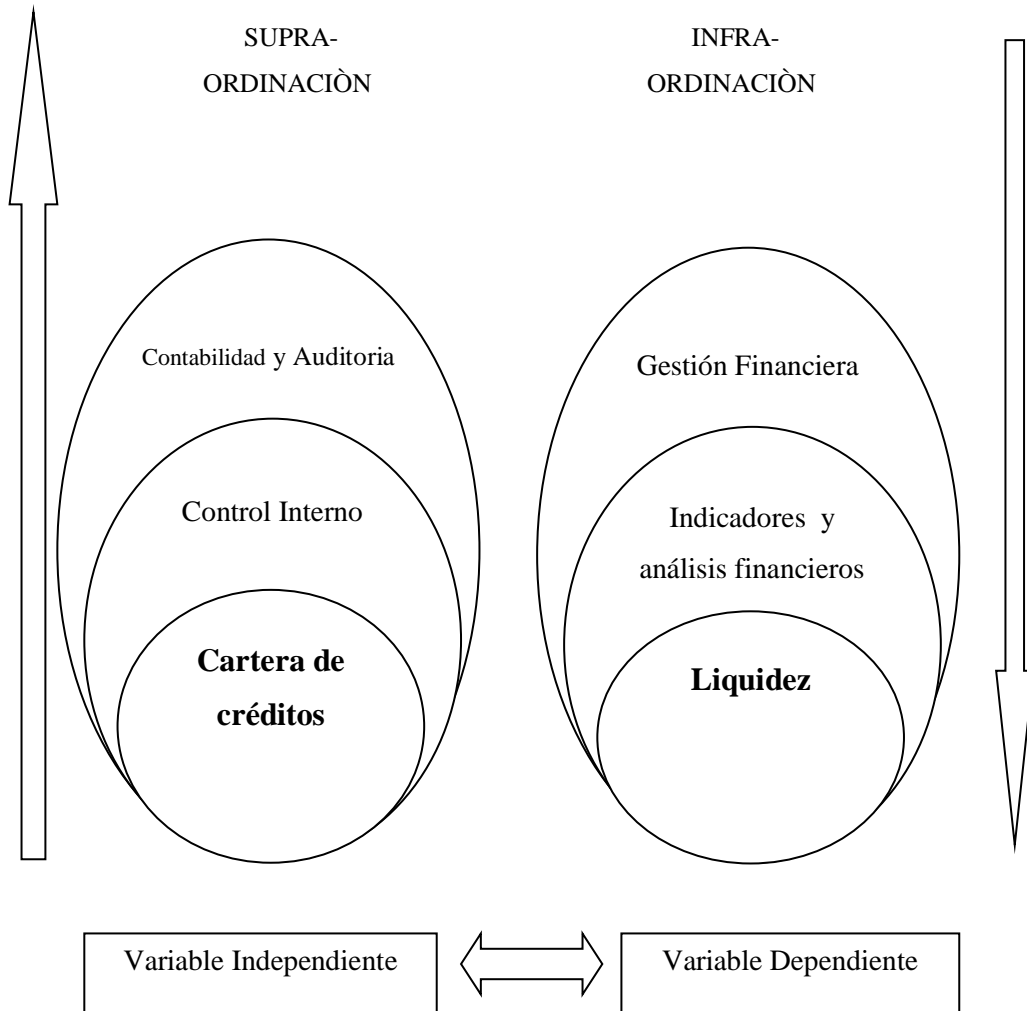 SUPRA-
ORDINACIÒN
INFRA-
ORDINACIÒN
Contabilidad y Auditoria
Gestión Financiera
Control Interno
Indicadores y
análisis financieros
Cartera de
créditos
Liquidez
Variable Independiente
Variable Dependiente